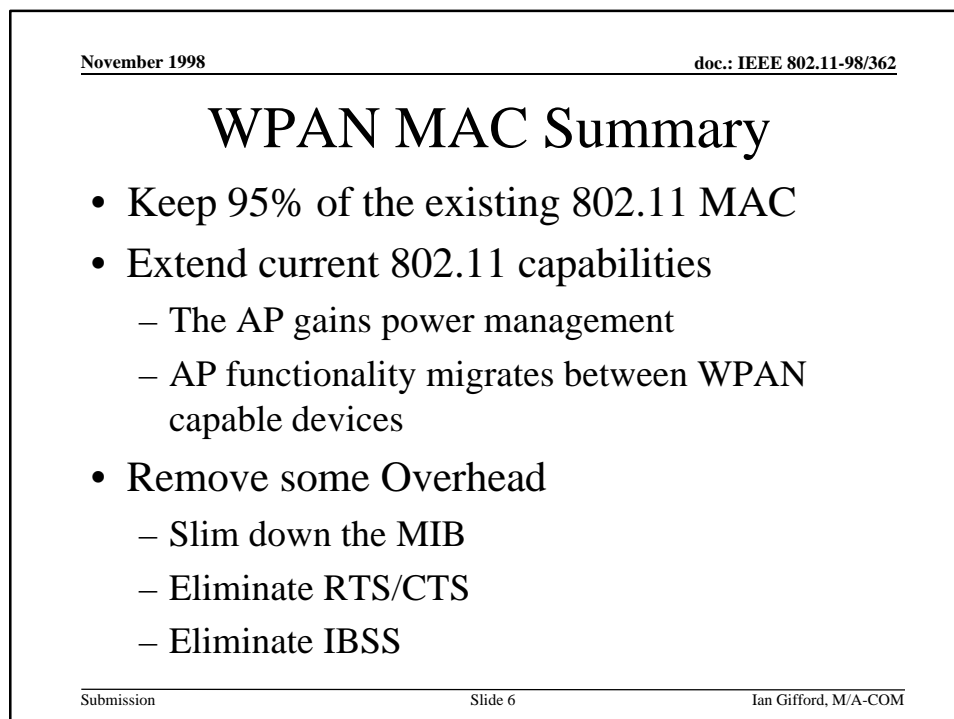 November 1998 doc.: IEEE 802.11-98/362
WPAN MAC Summary
• Keep 95% of the existing 802.11 MAC
• Extend current 802.11 capabilities
– The AP gains power management
– AP functionality migrates between WPAN
capable devices
• Remove some Overhead
– Slim down the MIB
– Eliminate RTS/CTS
– Eliminate IBSS
Submission Slide 6 Ian Gifford, M/A-COM